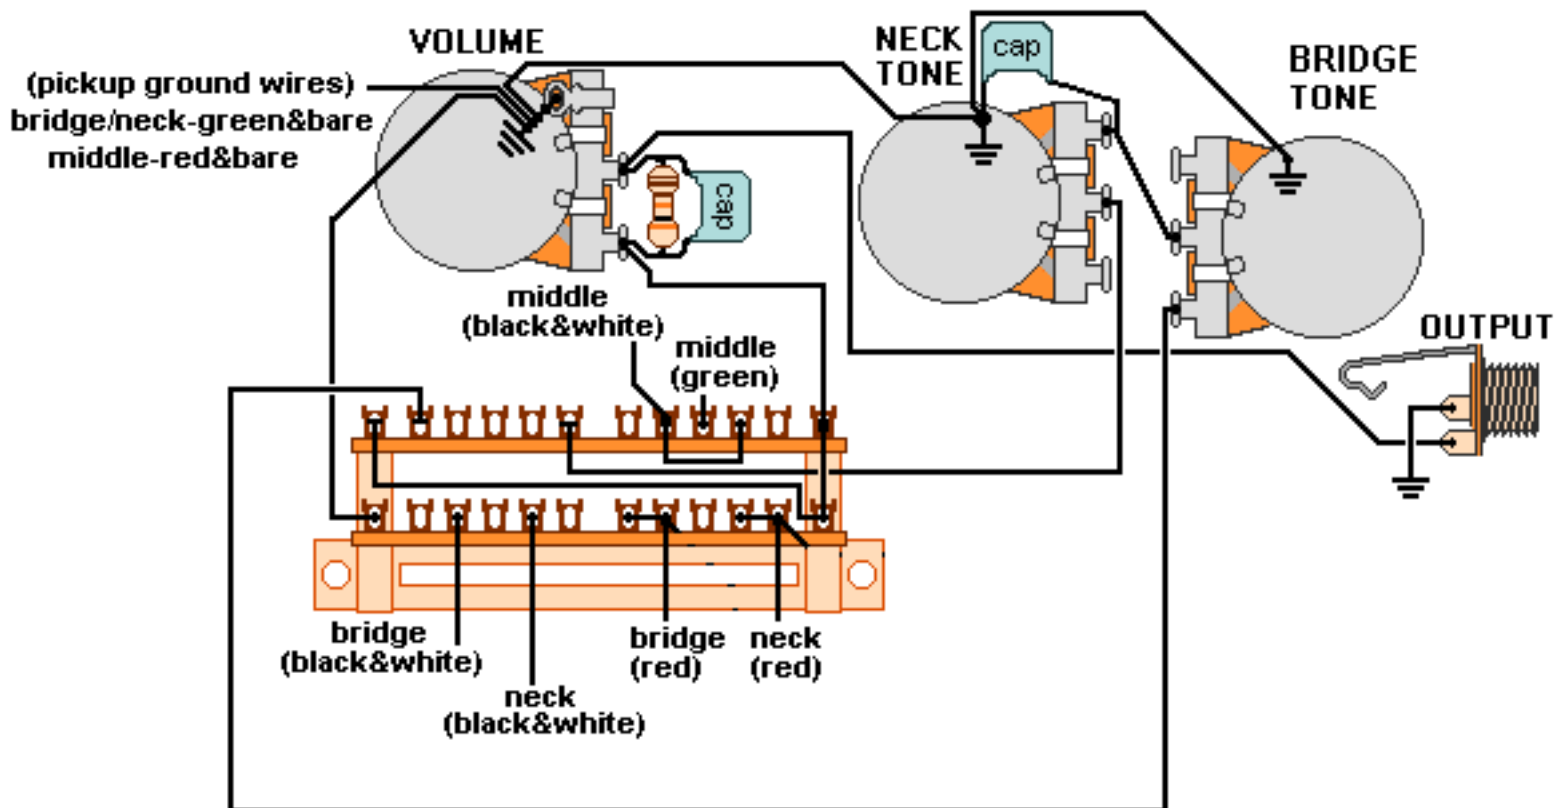 VOLUME
(pickup ground wires)
bridge/neck-green&bare
middle-red&bare
cap
NECK
TONE
cap
BRIDGE
TONE
OUTPUT
middle
(black&white)
middle
(green)
bridge
(black&white)
neck
(black&white)
bridge
(red)
neck
(red)